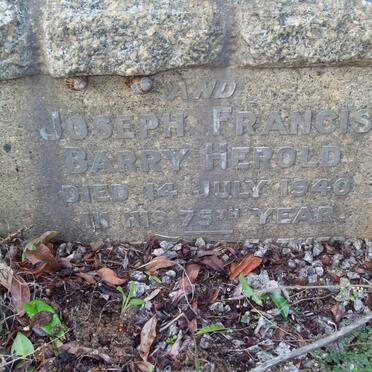 AND
JOSEPH FRANCIS
BARRY HEROLD
DIED 14 JULY 1940
IN HIS 75TH YEAR.